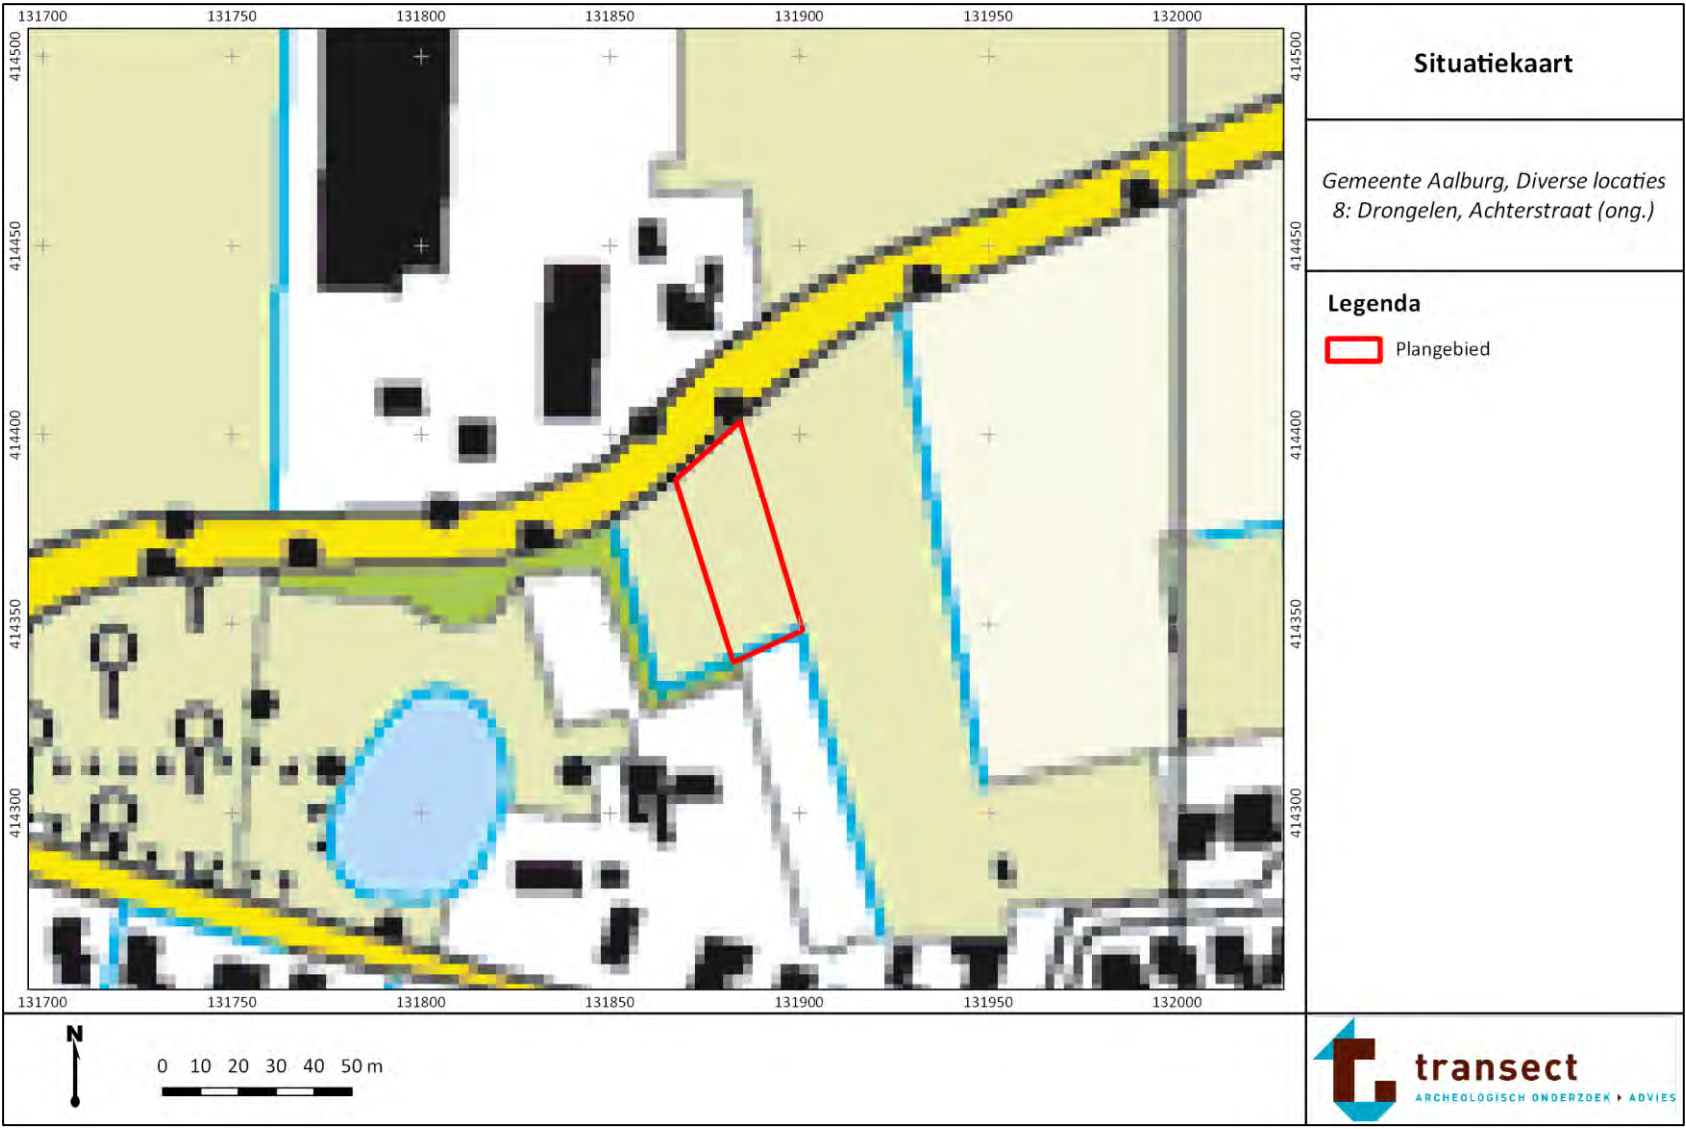 131700 131750 131800 131850 131900 131950 132000
414500 414500
414450 414450
414400 414400
414350 414350
414300 414300
131700 131750 131800 131850 131900 131950 132000
N
0 10 20 30 40 50 m
Situatiekaart
Gemeente Aalburg, Diverse locaties
8: Drongelen, Achterstraat (ong.)
Legenda
Plangebied
transect
ARCHEOLOGISCH ONDERZOEK ADVIES